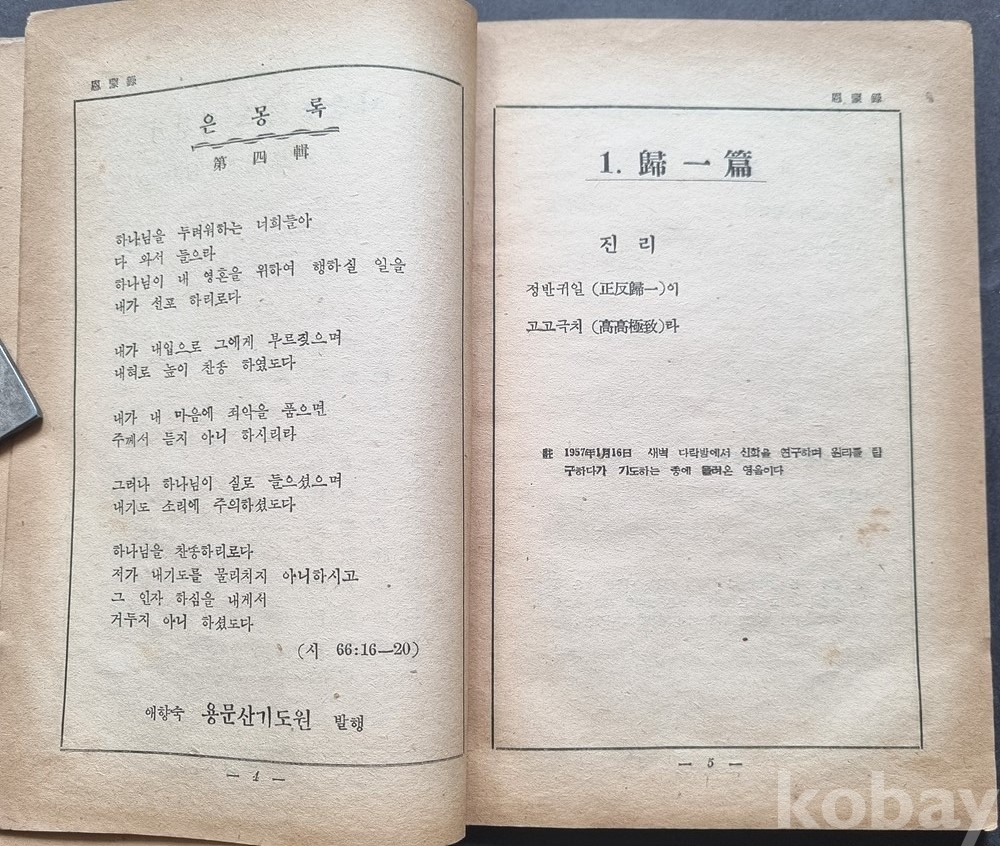 恩蒙錄
은 몽 록
第 四 輯
하나님을 두려워하는 너희들아
다 와서 들으라
하나님이 내 영혼을 위하여 행하실 일을
내가 선포 하리로다
내가 내입으로 그에게 부르짖으며
내혀로 높이 찬송 하였도다
내가 내 마음에 죄악을 품으면
주께서 듣지 아니 하시리라
그러나 하나님이 실로 들으셨으며
내기도 소리에 주의하셨도다
하나님을 찬송하리로다
저가 내기도를 물리치지 아니하시고
그 인자 하심을 내게서
거두지 아니 하셨도다
(시 66:16—20)
애향숙 용문산기도원 발행
— 4 —
恩蒙錄
1. 歸一篇
진 리
정반귀일 (正反歸一)이
고고극치 (高高極致)라
註 1957年1月16日 새벽 다락방에서 신학을 연구하며 원리를 탐
구하다가 기도하는 중에 들려온 영음이다
— 5 —
kobay